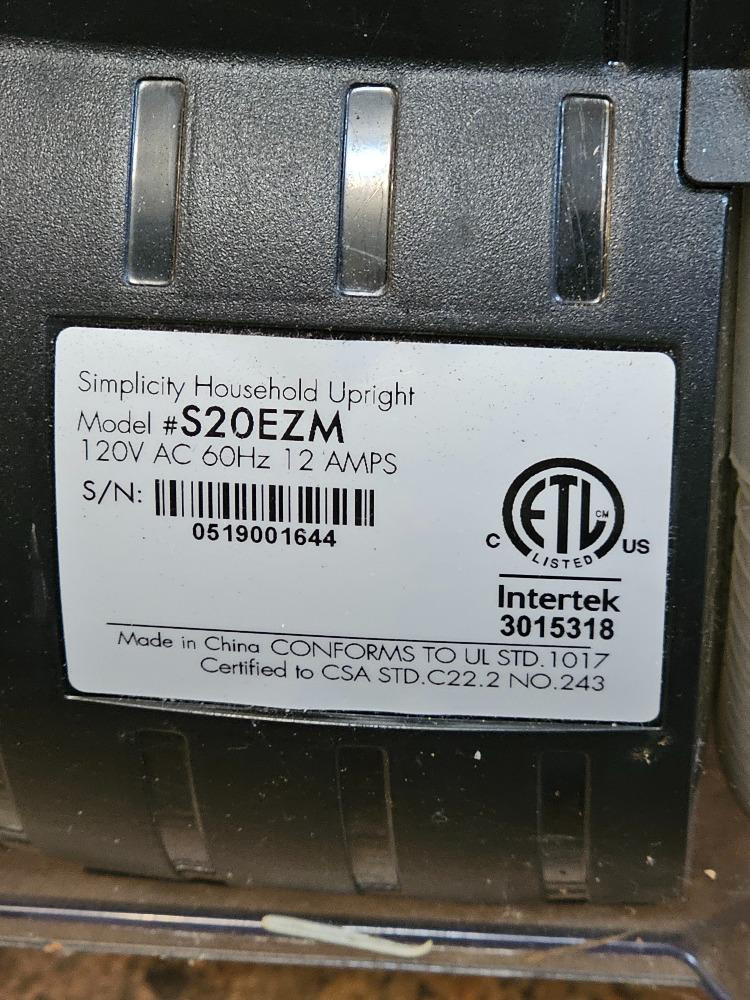 Simplicity Household Upright
Model #S20EZM
120V AC 60Hz 12 AMPS
S/N:
0519001644
ETL CM
C US
LISTED
Intertek
3015318
Made in China CONFORMS TO UL STD.1017
Certified to CSA STD.C22.2 NO.243